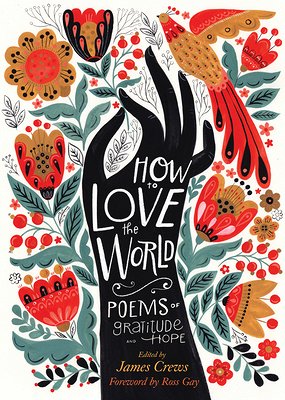 HOW
to
LOVE
the
WORLD
POEMS OF
gratitude
AND HOPE
Edited by
James Crews
Foreword by Ross Gay